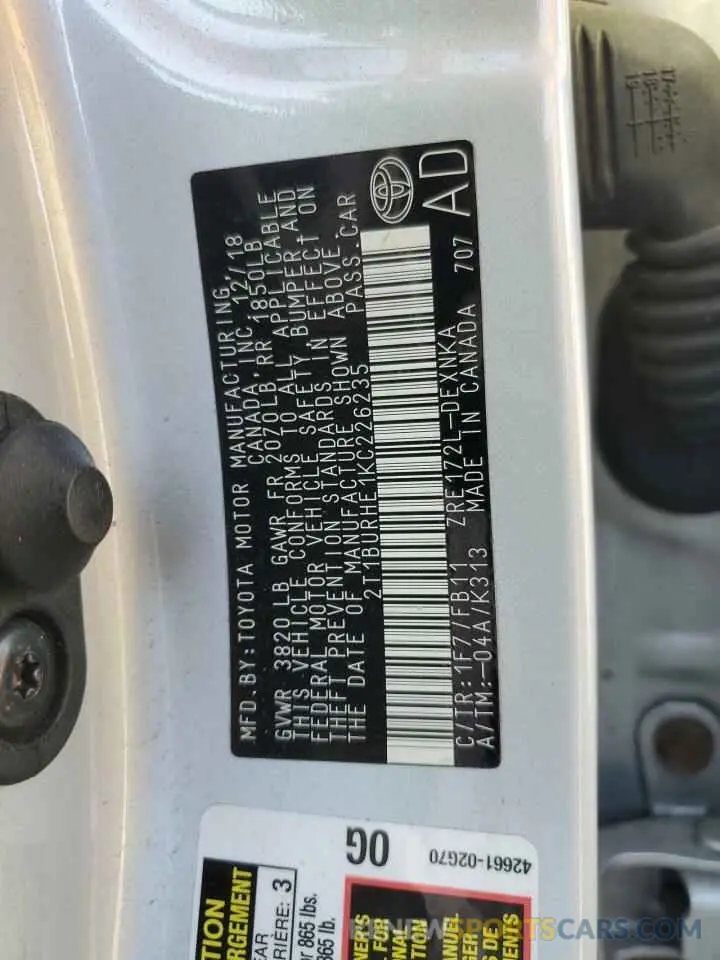 MFD.BY:TOYOTA MOTOR MANUFACTURING
CANADA, INC. 12/18
GVWR 3820 LB GAWR FR 2070LB, RR 1850LB
THIS VEHICLE CONFORMS TO ALL APPLICABLE
FEDERAL MOTOR VEHICLE SAFETY, BUMPER AND
THEFT PREVENTION STANDARDS IN EFFECT ON
THE DATE OF MANUFACTURE SHOWN ABOVE.
2T1BURHE1KC226235 PASS.CAR
C/TR:1F7/FB11 ZRE172L-DEXNKA
A/TM:-04A/K313 MADE IN CANADA 707
AD
0G
42661-02G70
3
865 lbs.